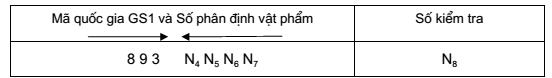 Mã quốc gia GS1 và Số phân định vật phẩm
Số kiểm tra
8 9 3 N4 N5 N6 N7
N8